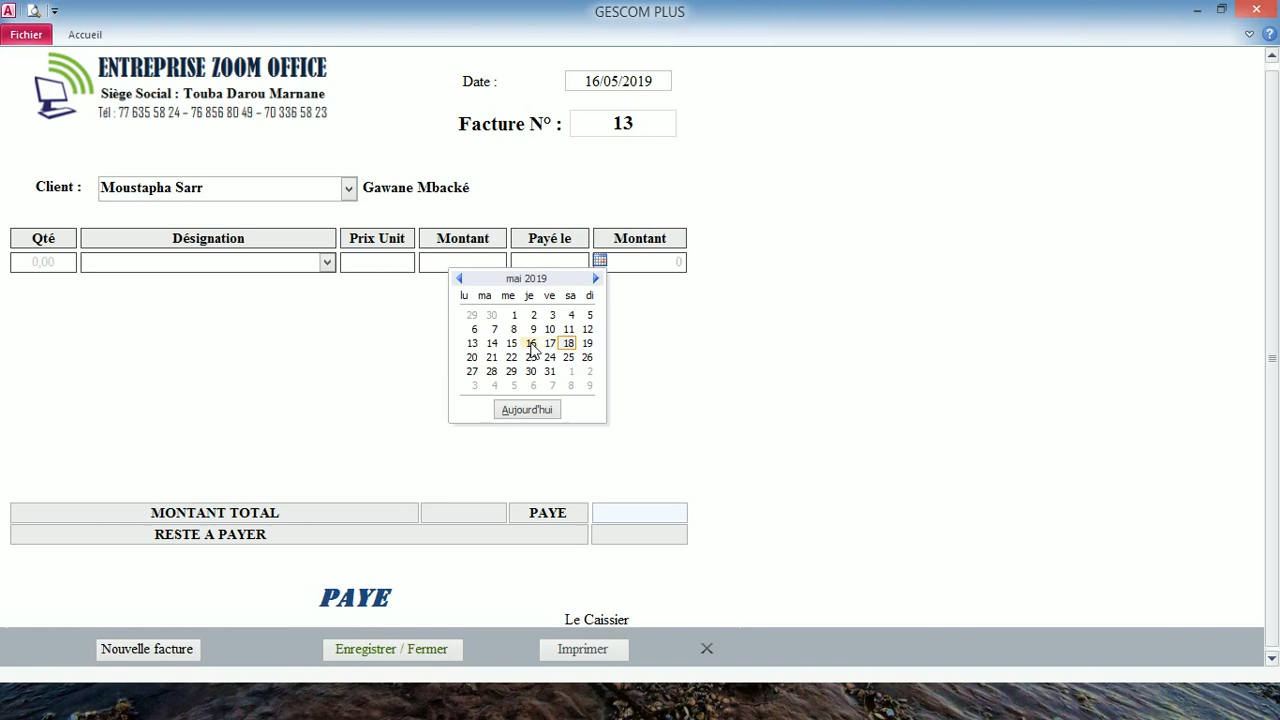 GESCOM PLUS
Fichier Accueil
ENTREPRISE ZOOM OFFICE
Siège Social : Touba Darou Marnane
Tél : 77 635 58 24 – 76 856 80 49 – 70 336 58 23
Date : 16/05/2019
Facture N° : 13
Client : Moustapha Sarr Gawane Mbacké
Qté Désignation Prix Unit Montant Payé le Montant
0,00 0
mai 2019
lu ma me je ve sa di
29 30 1 2 3 4 5
6 7 8 9 10 11 12
13 14 15 16 17 18 19
20 21 22 23 24 25 26
27 28 29 30 31 1 2
3 4 5 6 7 8 9
Aujourd'hui
MONTANT TOTAL PAYE
RESTE A PAYER
PAYE
Le Caissier
Nouvelle facture Enregistrer / Fermer Imprimer